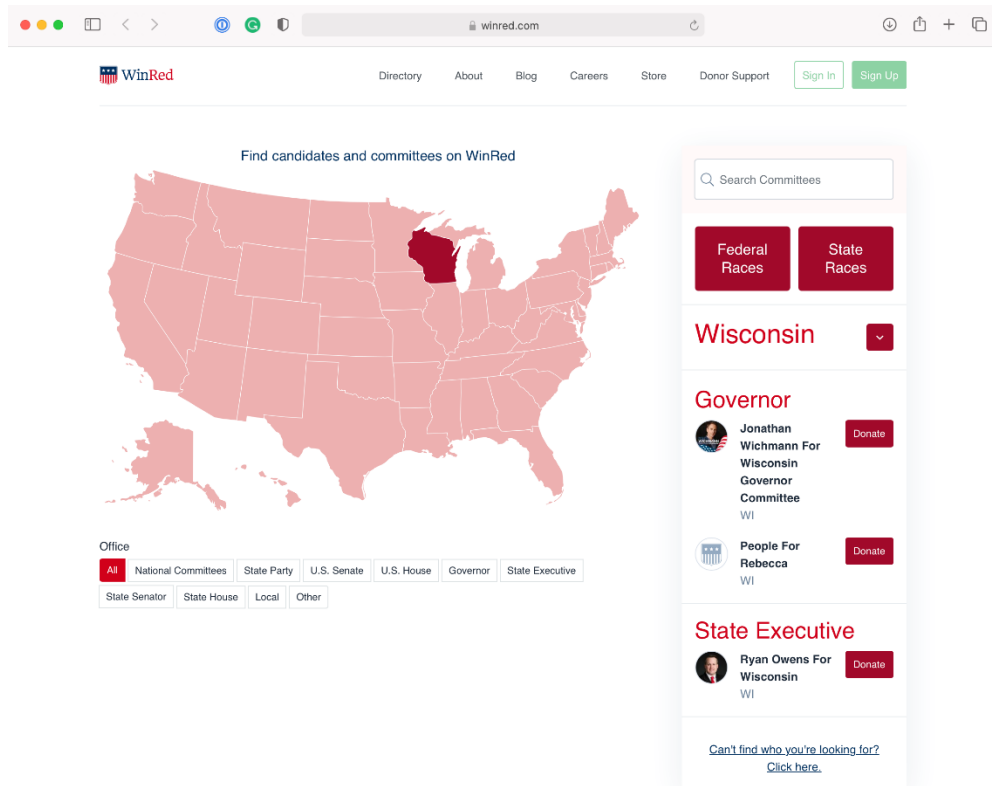 winred.com
WinRed
Directory
About
Blog
Careers
Store
Donor Support
Sign In
Sign Up
Find candidates and committees on WinRed
Office
All
National Committees
State Party
U.S. Senate
U.S. House
Governor
State Executive
State Senator
State House
Local
Other
Search Committees
Federal
Races
State
Races
Wisconsin
Governor
Jonathan
Wichmann For
Wisconsin
Governor
Committee
WI
Donate
People For
Rebecca
WI
Donate
State Executive
Ryan Owens For
Wisconsin
WI
Donate
Can't find who you're looking for?
Click here.